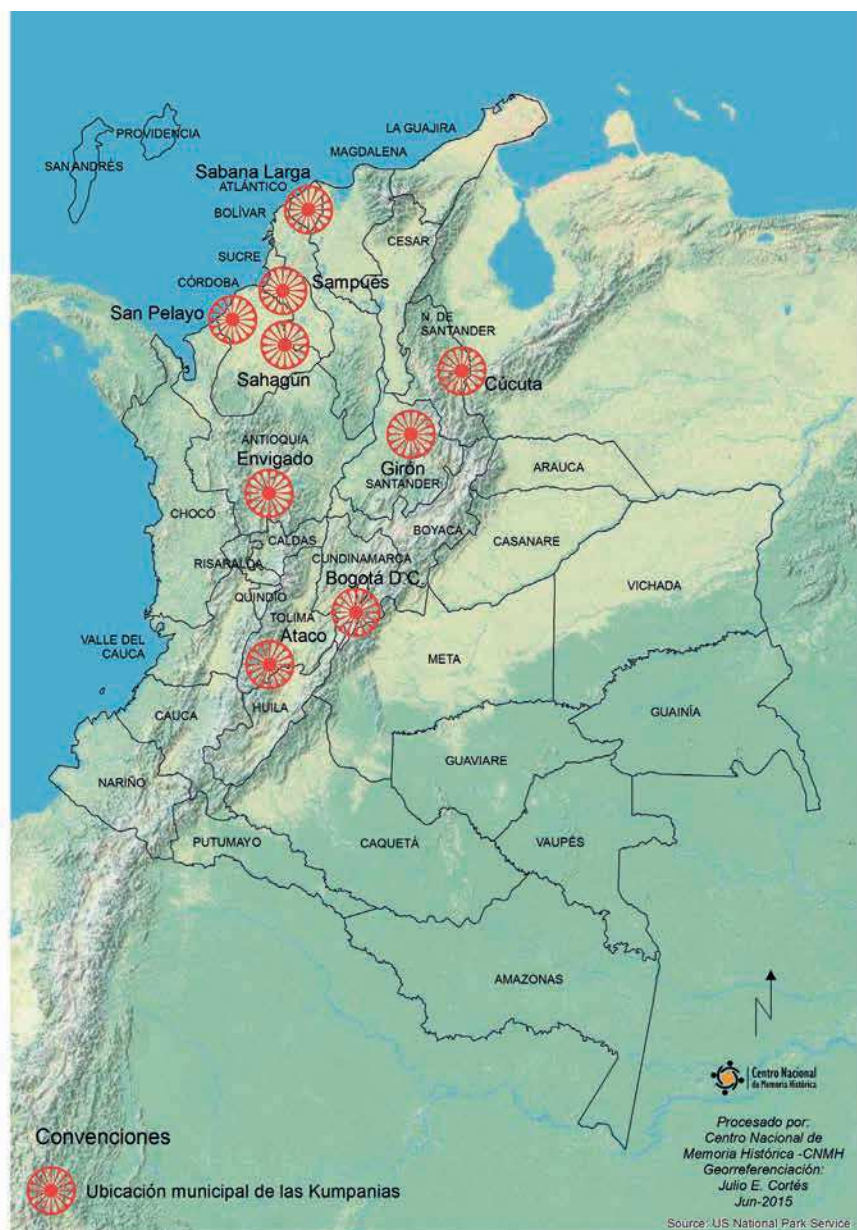 LA GUAJIRA
PROVIDENCIA
SAN ANDRÉS
MAGDALENA
Sabana Larga
ATLÁNTICO
BOLÍVAR
CESAR
SUCRE
CÓRDOBA
Sampués
San Pelayo
N. DE
SANTANDER
Sahagún
Cúcuta
ANTIOQUIA
Envigado
Girón
SANTANDER
ARAUCA
CHOCÓ
BOYACA
CALDAS
CASANARE
CUNDINAMARCA
RISARALDA
Bogotá D.C.
VICHADA
QUINDIO
TOLIMA
Ataco
VALLE DEL
CAUCA
META
HUILA
CAUCA
GUAINÍA
GUAVIARE
NARIÑO
PUTUMAYO
CAQUETÁ
VAUPÉS
AMAZONAS
N
Centro Nacional
de Memoria Histórica
Convenciones
Ubicación municipal de las Kumpanias
Procesado por:
Centro Nacional de
Memoria Histórica -CNMH
Georreferenciación:
Julio E. Cortés
Jun-2015
Source: US National Park Service